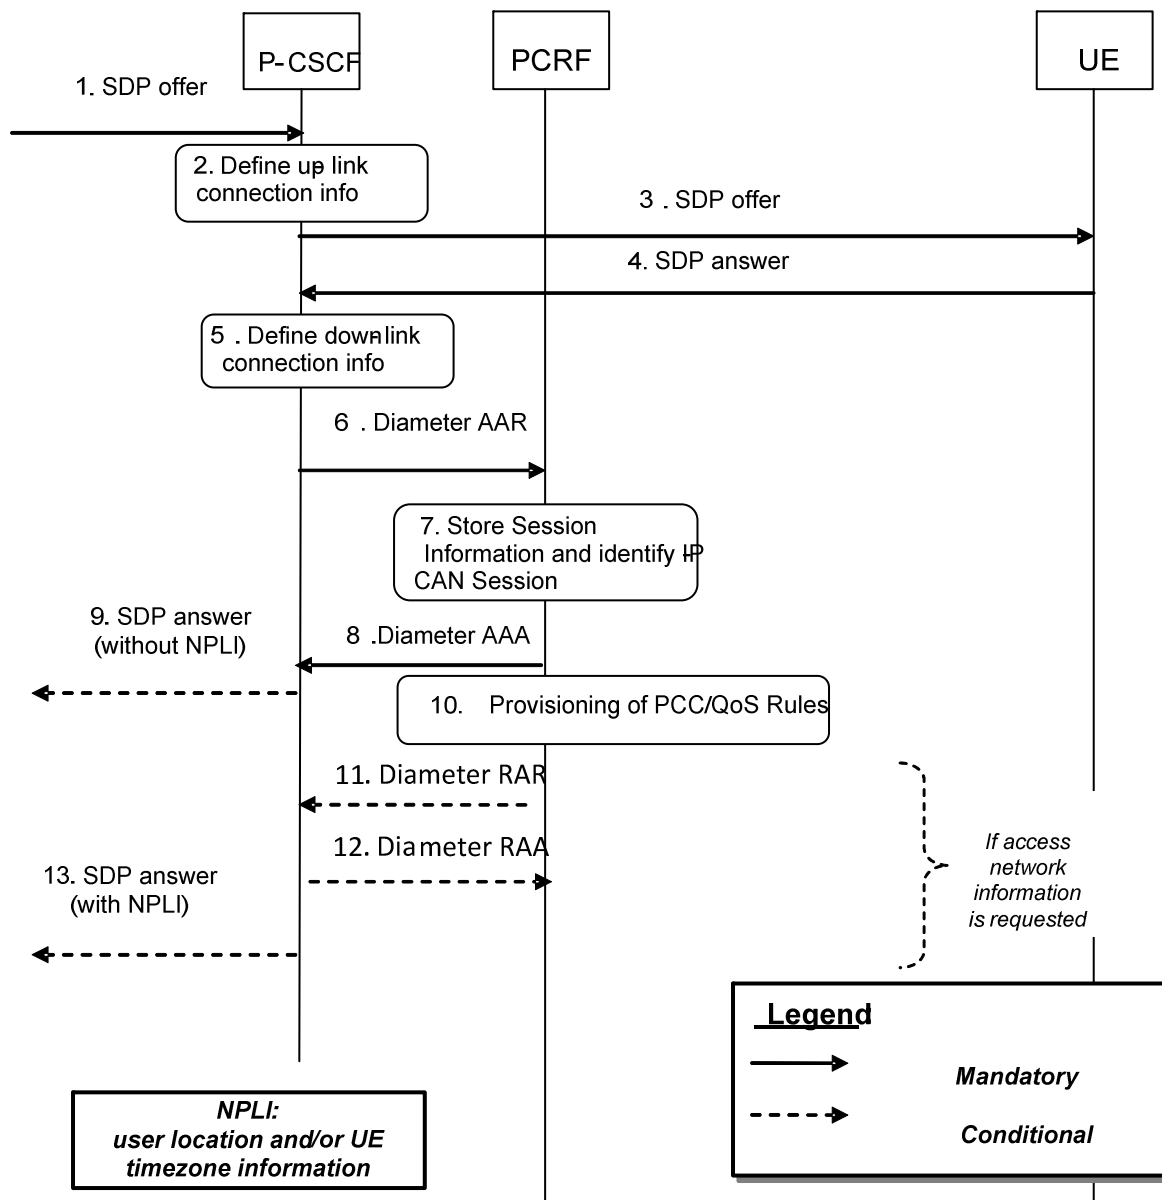 P-CSCF
PCRF
UE
1. SDP offer
2. Define up-link
connection info
3 . SDP offer
4. SDP answer
5 . Define down-link
connection info
6 . Diameter AAR
7. Store Session
Information and identify IP-
CAN Session
9. SDP answer
(without NPLI)
8 .Diameter AAA
10. Provisioning of PCC/QoS Rules
11. Diameter RAR
12. Diameter RAA
13. SDP answer
(with NPLI)
If access
network
information
is requested
Legend
Mandatory
Conditional
NPLI:
user location and/or UE
timezone information